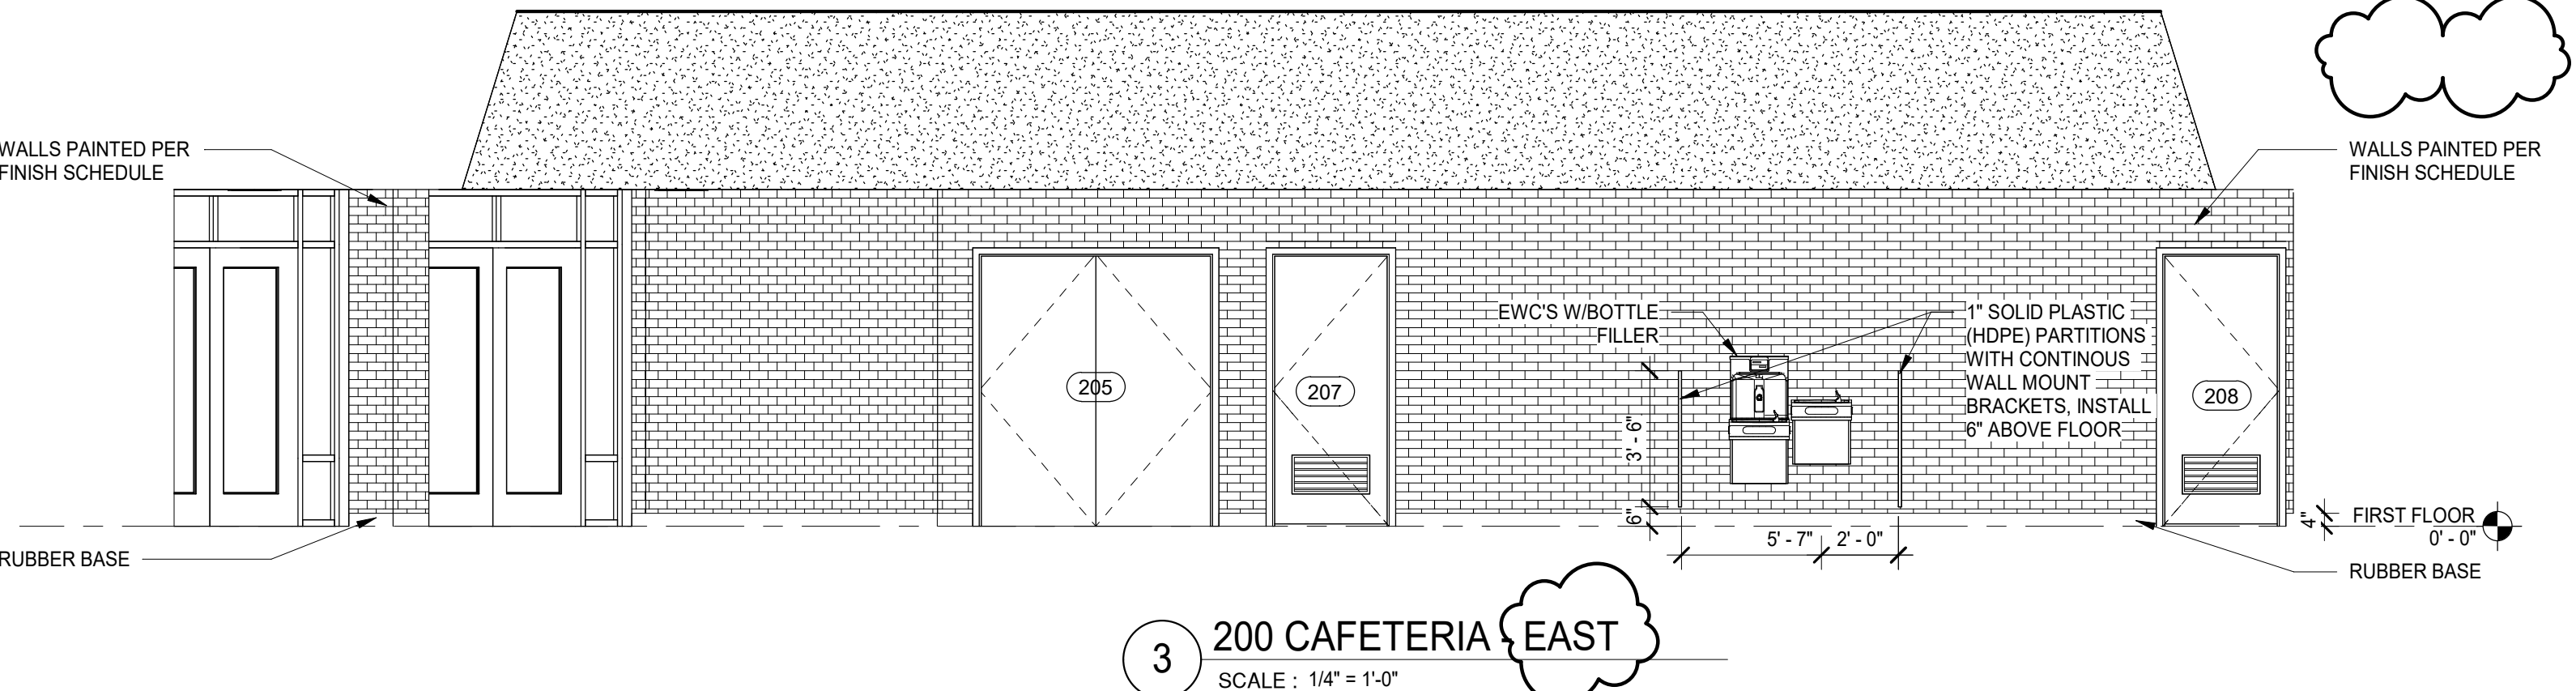 WALLS PAINTED PER
FINISH SCHEDULE
WALLS PAINTED PER
FINISH SCHEDULE
EWC'S W/BOTTLE
FILLER
1" SOLID PLASTIC
(HDPE) PARTITIONS
WITH CONTINOUS
WALL MOUNT
BRACKETS, INSTALL
6" ABOVE FLOOR
205
207
208
3' - 6"
6"
5' - 7"
2' - 0"
4"
FIRST FLOOR
0' - 0"
RUBBER BASE
RUBBER BASE
3
200 CAFETERIA - EAST
SCALE : 1/4" = 1'-0"